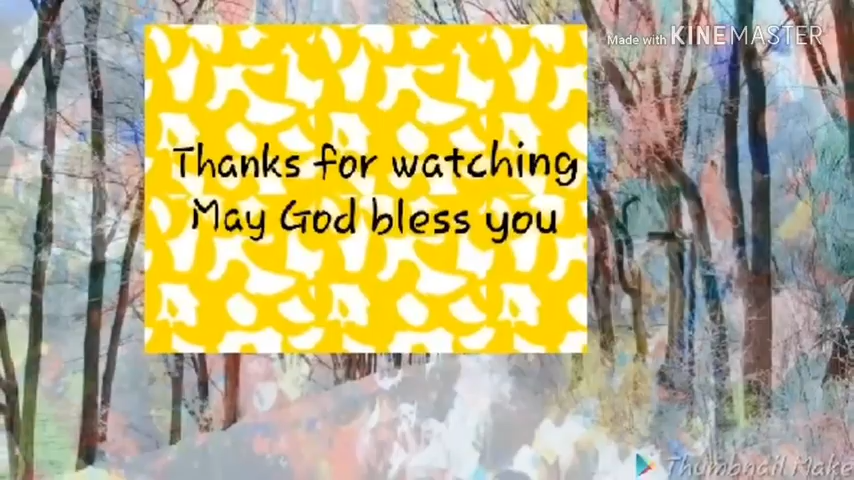 Made with KINEMASTER
Thanks for watching
May God bless you
Thumbnail Make